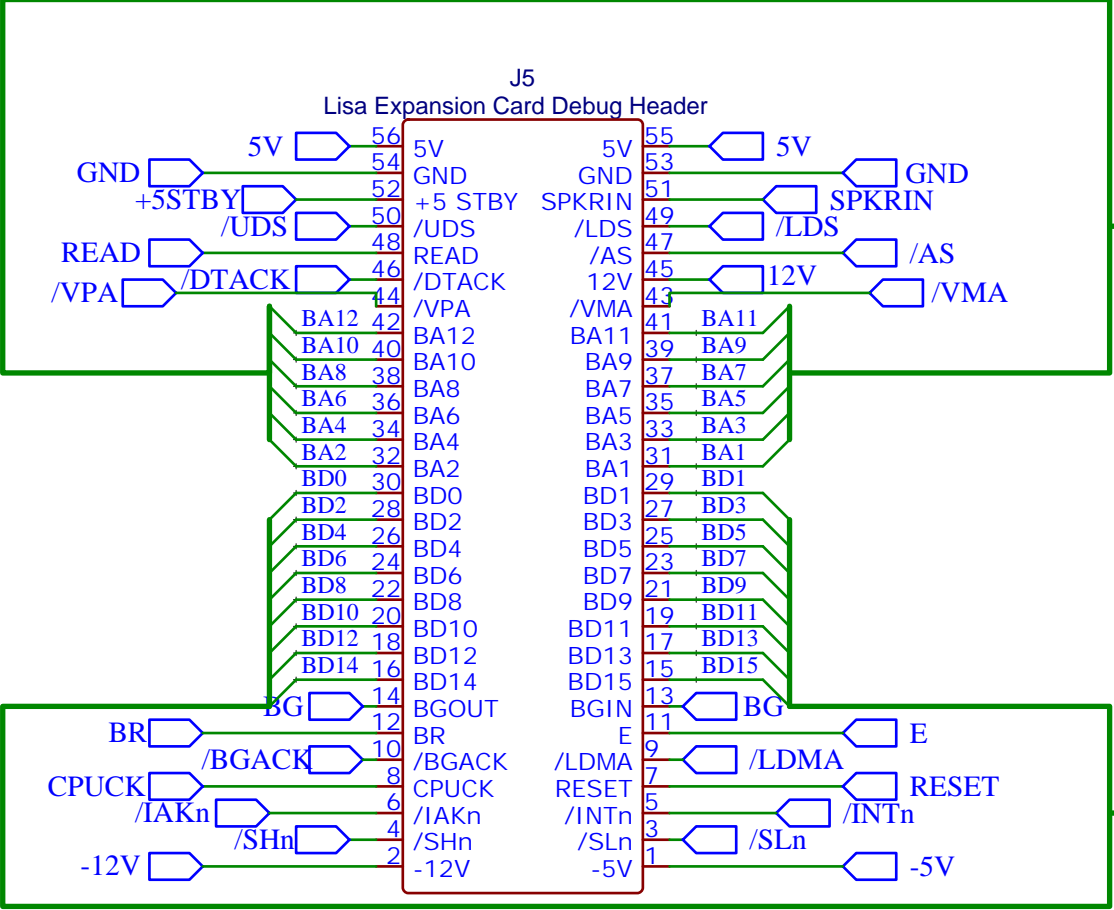 J5
Lisa Expansion Card Debug Header
5V 56 5V 5V 55 5V
GND 54 GND GND 53 GND
+5STBY 52 +5 STBY SPKRIN 51 SPKRIN
/UDS 50 /UDS /LDS 49 /LDS
READ 48 READ /AS 47 /AS
/DTACK 46 /DTACK 12V 45 12V
/VPA 44 /VPA /VMA 43 /VMA
BA12 42 BA12 BA11 41 BA11
BA10 40 BA10 BA9 39 BA9
BA8 38 BA8 BA7 37 BA7
BA6 36 BA6 BA5 35 BA5
BA4 34 BA4 BA3 33 BA3
BA2 32 BA2 BA1 31 BA1
BD0 30 BD0 BD1 29 BD1
BD2 28 BD2 BD3 27 BD3
BD4 26 BD4 BD5 25 BD5
BD6 24 BD6 BD7 23 BD7
BD8 22 BD8 BD9 21 BD9
BD10 20 BD10 BD11 19 BD11
BD12 18 BD12 BD13 17 BD13
BD14 16 BD14 BD15 15 BD15
BG 14 BGOUT BGIN 13 BG
BR 12 BR E 11 E
/BGACK 10 /BGACK /LDMA 9 /LDMA
CPUCK 8 CPUCK RESET 7 RESET
/IAKn 6 /IAKn /INTn 5 /INTn
/SHn 4 /SHn /SLn 3 /SLn
-12V 2 -12V -5V 1 -5V